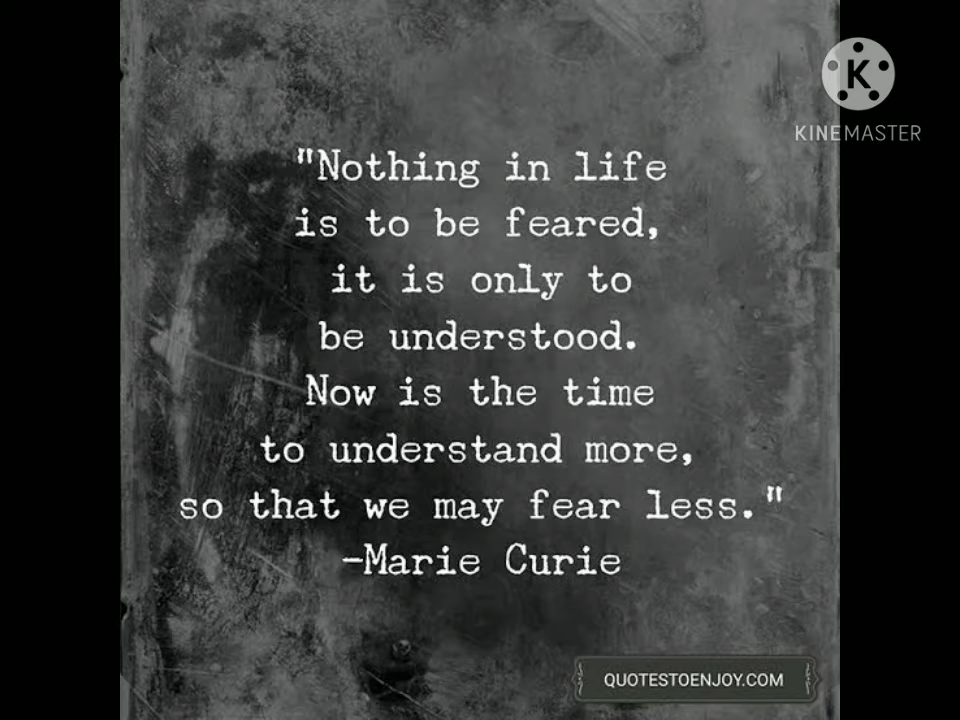 K
KINEMASTER
"Nothing in life
is to be feared,
it is only to
be understood.
Now is the time
to understand more,
so that we may fear less."
-Marie Curie
QUOTESTOENJOY.COM